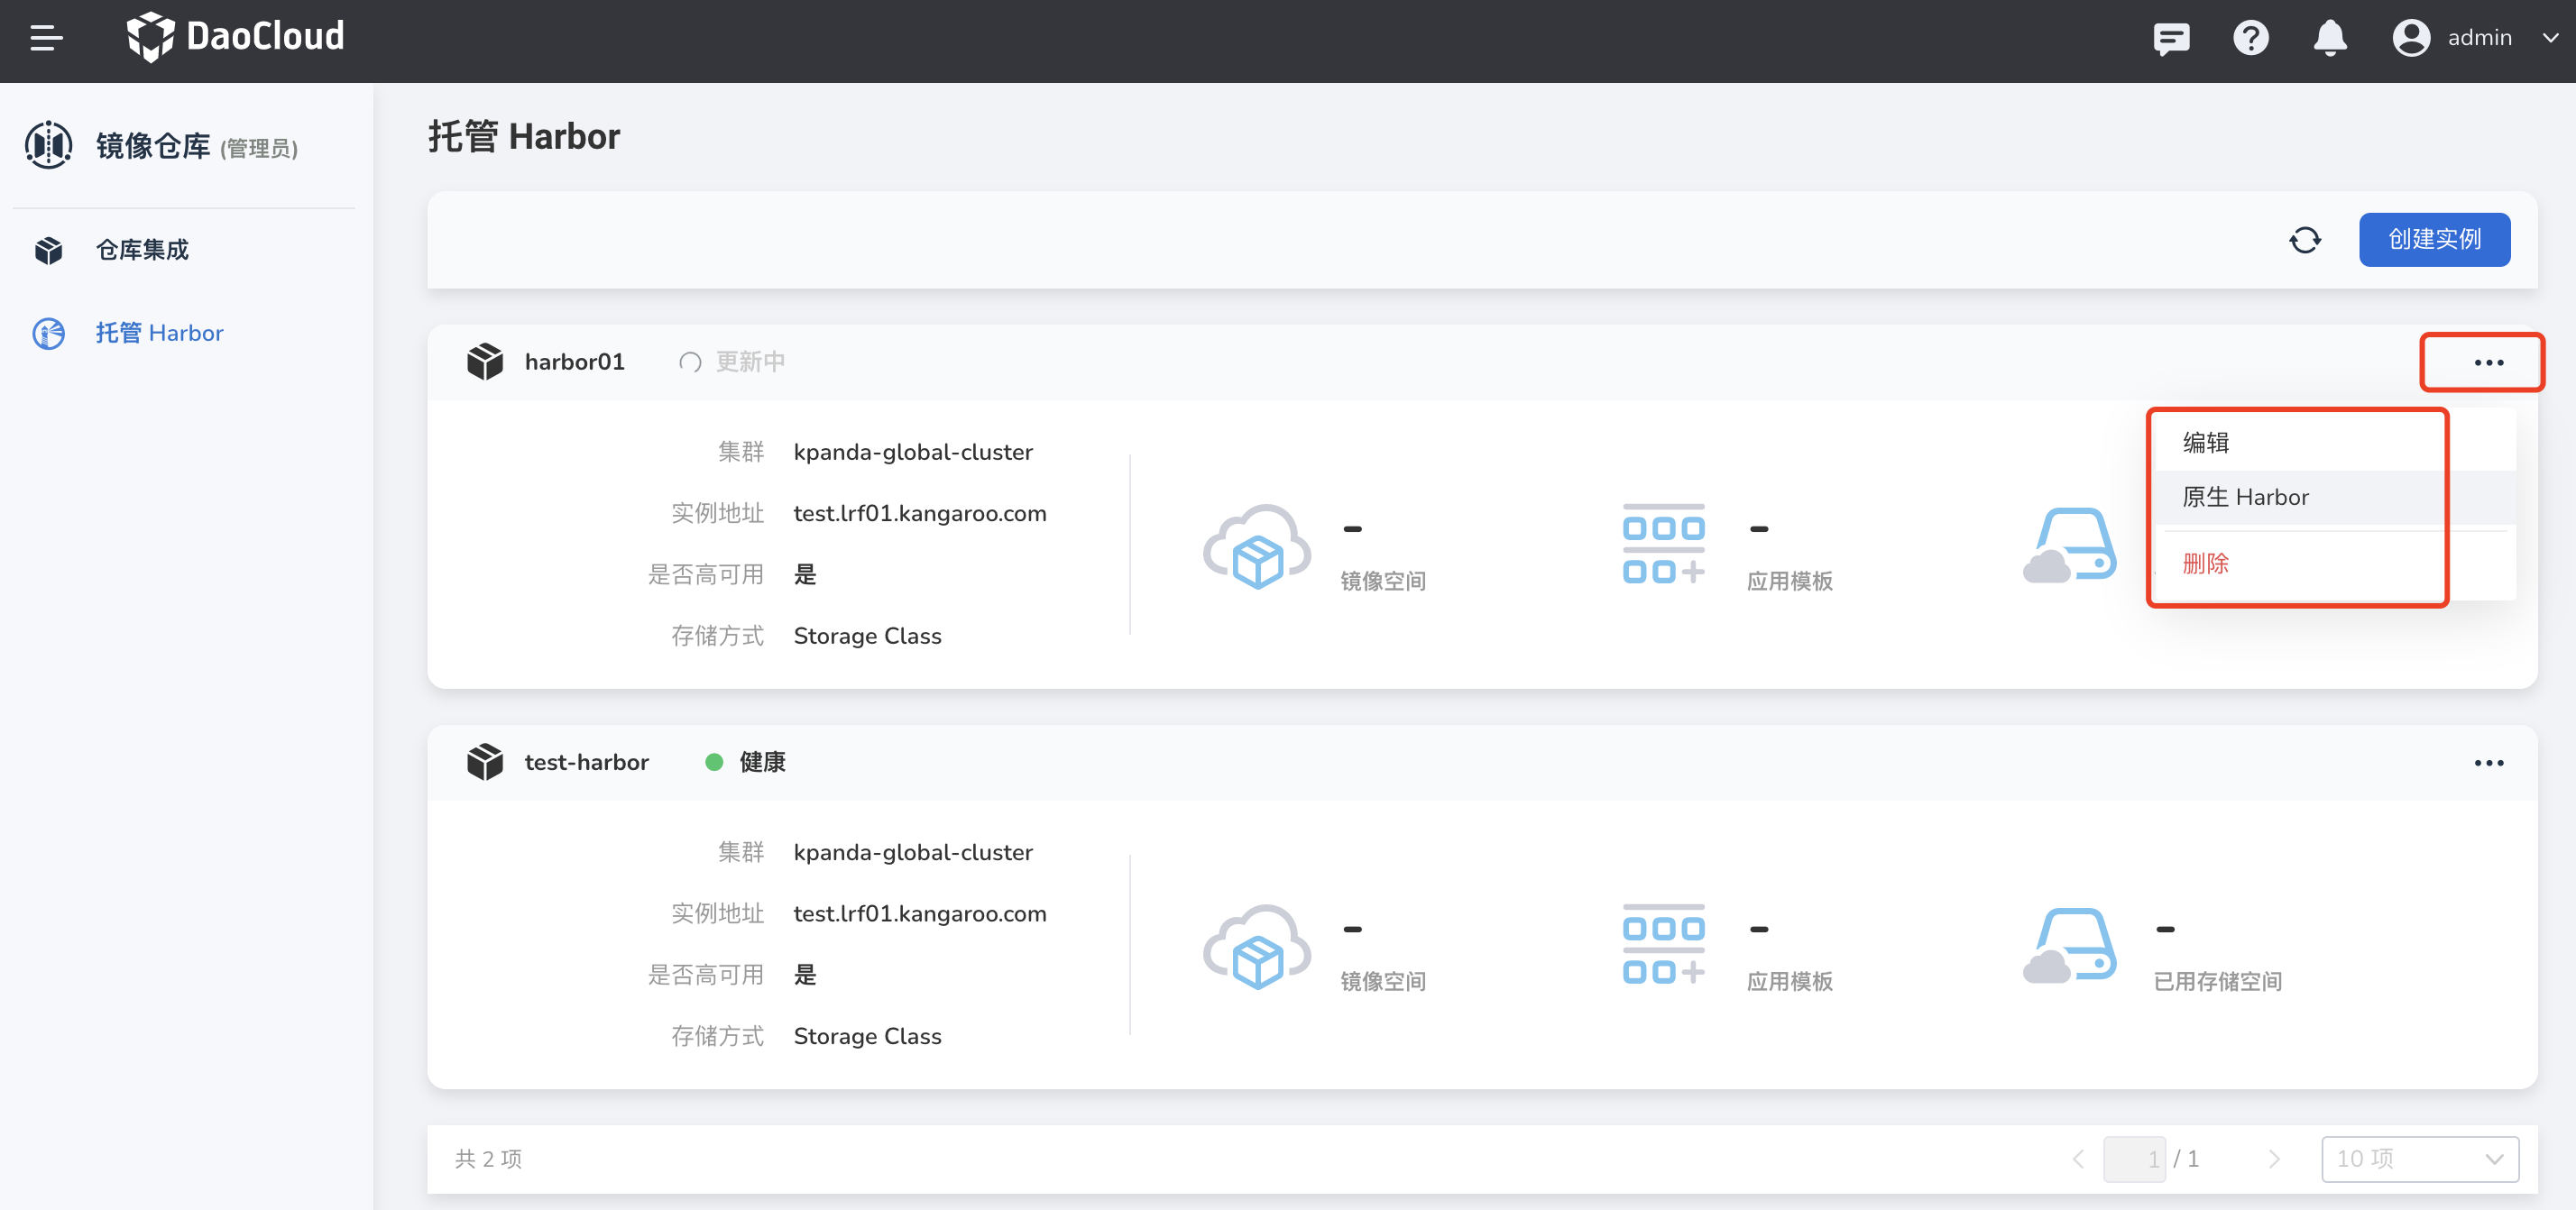 DaoCloud
admin
镜像仓库 (管理员)
仓库集成
托管 Harbor
托管 Harbor
创建实例
harbor01 更新中
编辑
原生 Harbor
删除
集群 kpanda-global-cluster
实例地址 test.lrf01.kangaroo.com
是否高可用 是
存储方式 Storage Class
-
镜像空间
-
应用模板
test-harbor 健康
集群 kpanda-global-cluster
实例地址 test.lrf01.kangaroo.com
是否高可用 是
存储方式 Storage Class
-
镜像空间
-
应用模板
-
已用存储空间
共 2 项
1 / 1
10 项